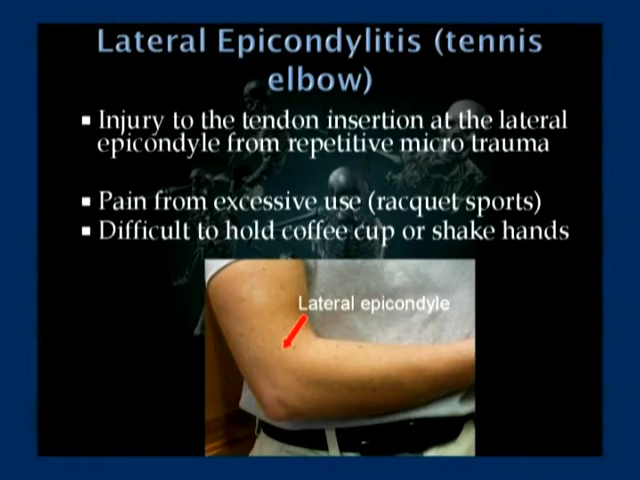 Lateral Epicondylitis (tennis
elbow)
▪ Injury to the tendon insertion at the lateral
epicondyle from repetitive micro trauma
▪ Pain from excessive use (racquet sports)
▪ Difficult to hold coffee cup or shake hands
Lateral epicondyle